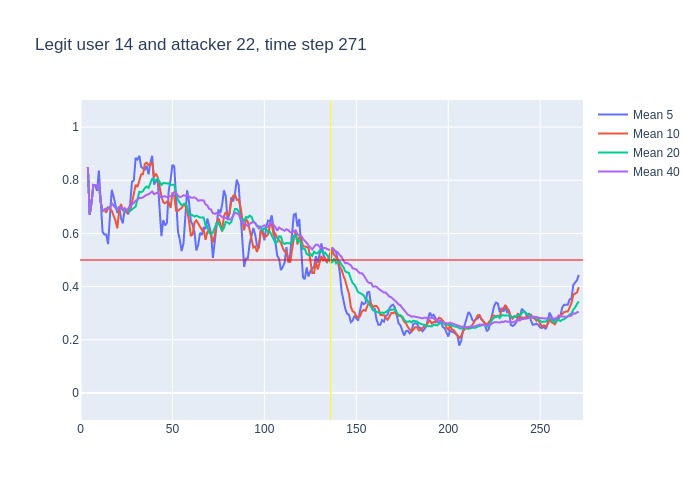 Legit user 14 and attacker 22, time step 271
Mean 5
Mean 10
Mean 20
Mean 40
1
0.8
0.6
0.4
0.2
0
0 50 100 150 200 250